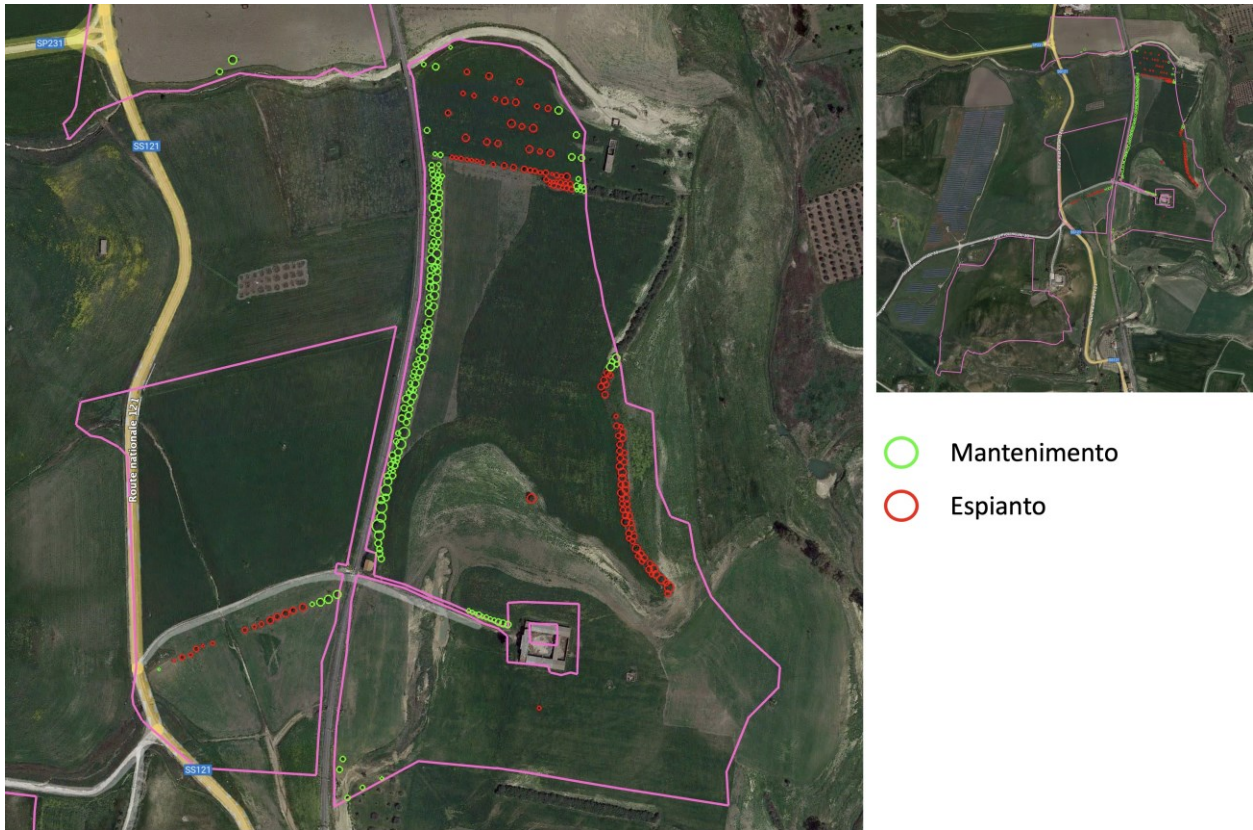 SP231
SS121
Route nationale 121
SS121
Mantenimento
Espianto